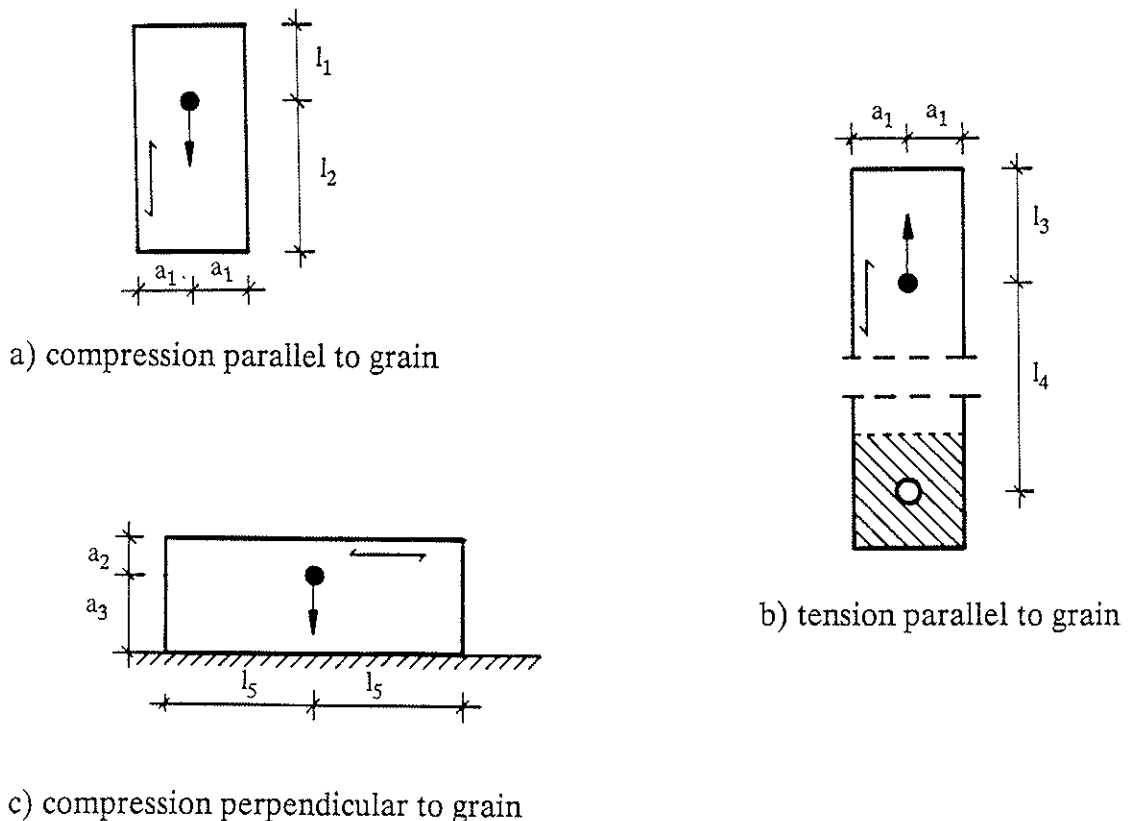 l₁
l₂
a₁ a₁
a) compression parallel to grain
a₁ a₁
l₃
l₄
b) tension parallel to grain
a₂
a₃
l₅ l₅
c) compression perpendicular to grain